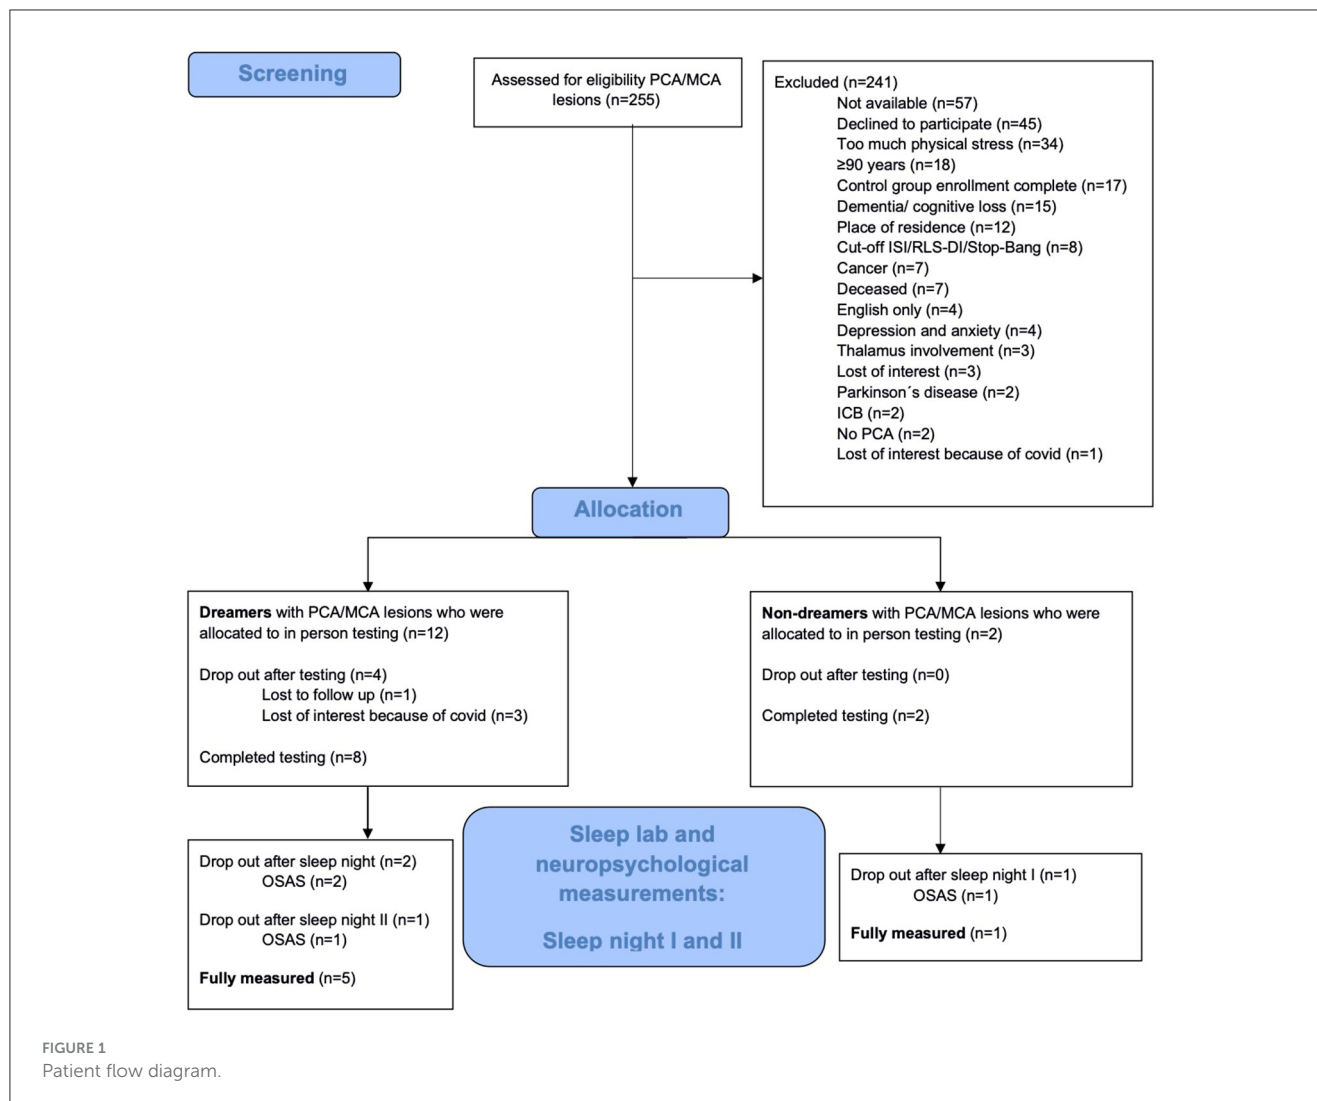 Screening
Assessed for eligibility PCA/MCA
lesions (n=255)
Excluded (n=241)
Not available (n=57)
Declined to participate (n=45)
Too much physical stress (n=34)
≥90 years (n=18)
Control group enrollment complete (n=17)
Dementia/ cognitive loss (n=15)
Place of residence (n=12)
Cut-off ISI/RLS-DI/Stop-Bang (n=8)
Cancer (n=7)
Deceased (n=7)
English only (n=4)
Depression and anxiety (n=4)
Thalamus involvement (n=3)
Lost of interest (n=3)
Parkinson´s disease (n=2)
ICB (n=2)
No PCA (n=2)
Lost of interest because of covid (n=1)
Allocation
Dreamers with PCA/MCA lesions who were
allocated to in person testing (n=12)
Drop out after testing (n=4)
Lost to follow up (n=1)
Lost of interest because of covid (n=3)
Completed testing (n=8)
Non-dreamers with PCA/MCA lesions who were
allocated to in person testing (n=2)
Drop out after testing (n=0)
Completed testing (n=2)
Sleep lab and
neuropsychological
measurements:
Sleep night I and II
Drop out after sleep night (n=2)
OSAS (n=2)
Drop out after sleep night II (n=1)
OSAS (n=1)
Fully measured (n=5)
Drop out after sleep night I (n=1)
OSAS (n=1)
Fully measured (n=1)
FIGURE 1
Patient flow diagram.